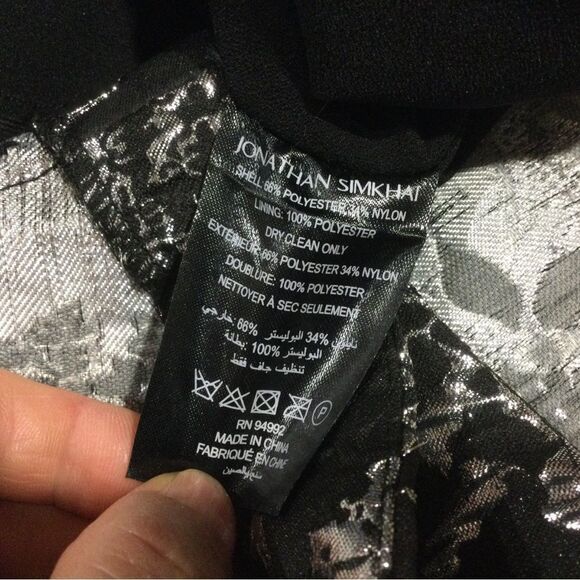 JONATHAN SIMKHAI
SHELL 66% POLYESTER 34% NYLON
LINING: 100% POLYESTER
DRY CLEAN ONLY
EXTÉRIEUR: 66% POLYESTER 34% NYLON
DOUBLURE: 100% POLYESTER
NETTOYER À SEC SEULEMENT
نايلون 34% البوليستر 66% :خارجي
البوليستر 100% :بطانة
تنظيف جاف فقط
P
RN 94992
MADE IN CHINA
FABRIQUÉ EN CHINE